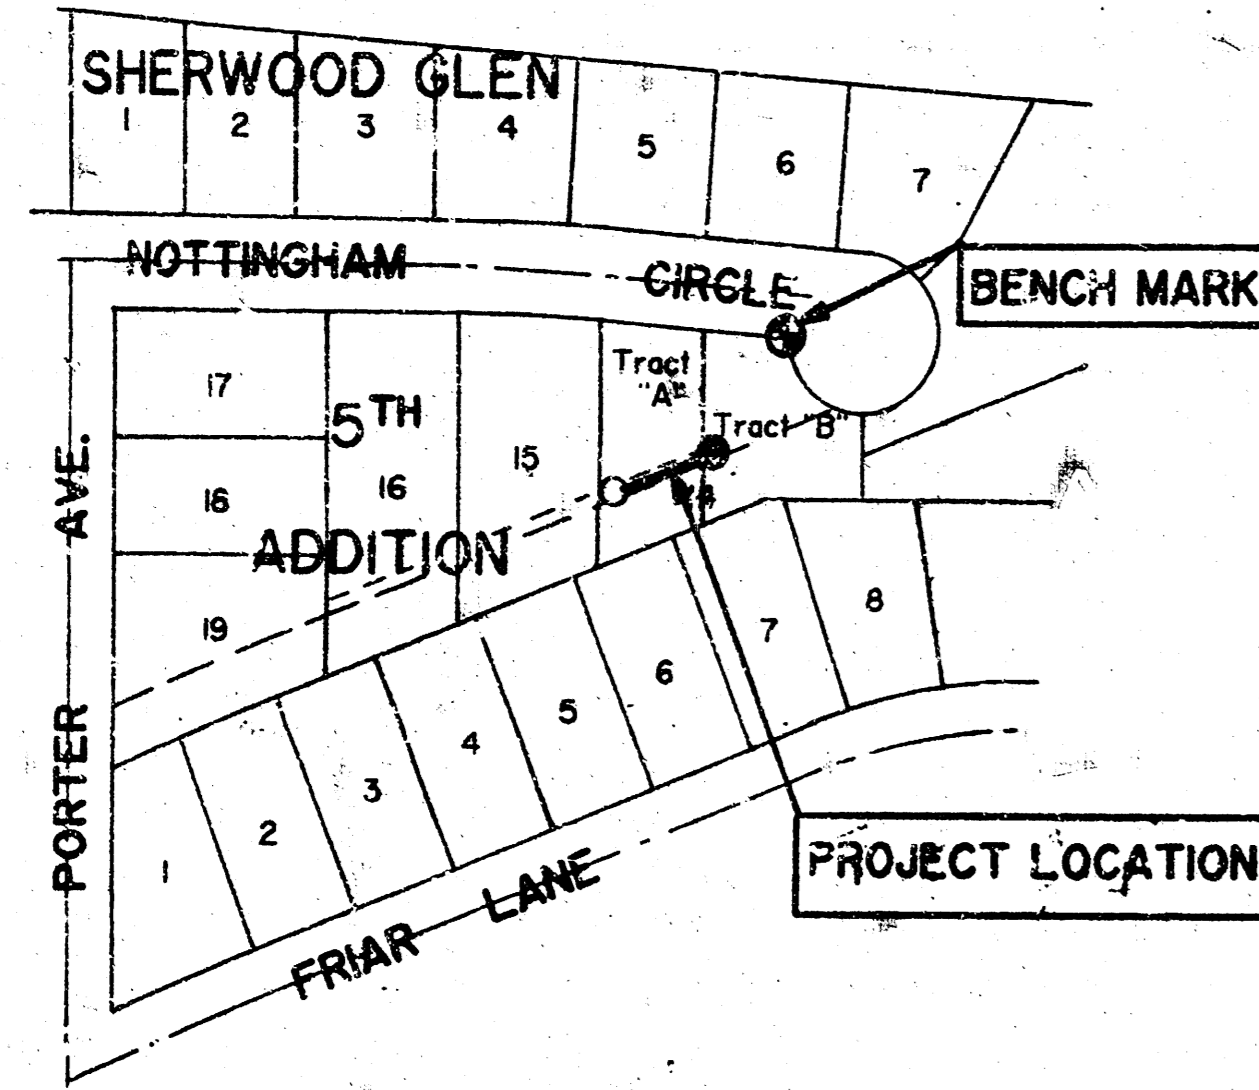 SHERWOOD GLEN
1 2 3 4 5 6 7
NOTTINGHAM CIRCLE
BENCH MARK
17
5TH
Tract
"A"
Tract "B"
18
16
15
ADDITION
19
PORTER AVE.
1 2 3 4 5 6 7 8
PROJECT LOCATION
FRIAR LANE